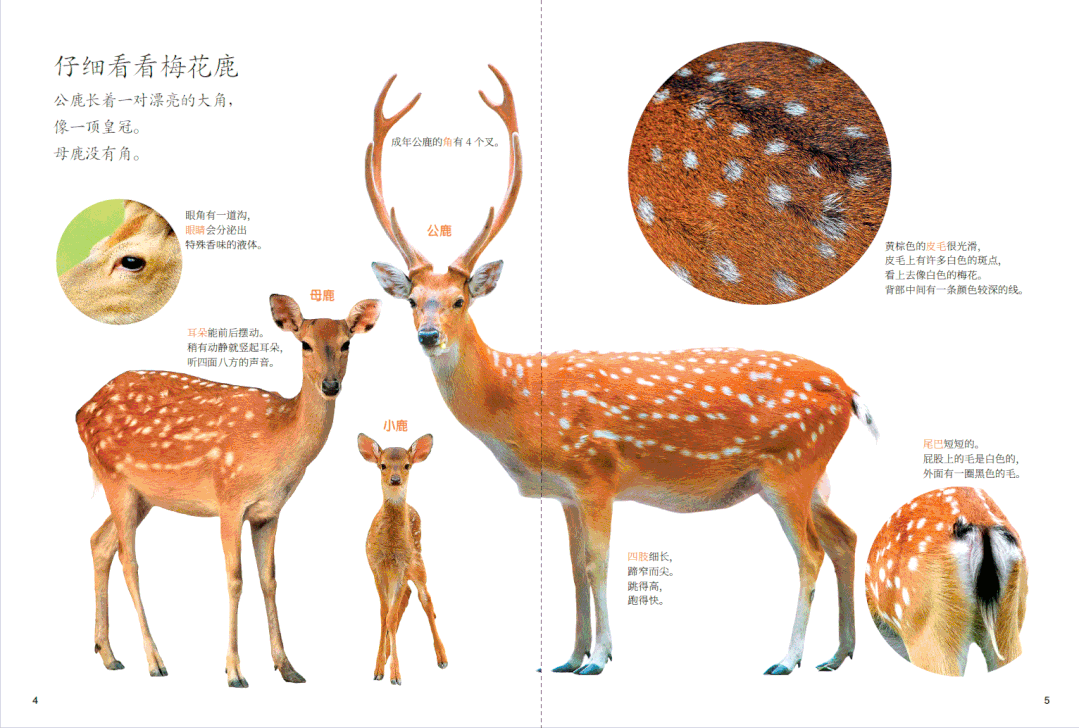 仔细看看梅花鹿
公鹿长着一对漂亮的大角，
像一顶皇冠。
母鹿没有角。
成年公鹿的角有 4 个叉。
眼角有一道沟，
眼睛会分泌出
特殊香味的液体。
公鹿
母鹿
耳朵能前后摆动。
稍有动静就竖起耳朵，
听四面八方的声音。
小鹿
黄棕色的皮毛很光滑，
皮毛上有许多白色的斑点，
看上去像白色的梅花。
背部中间有一条颜色较深的线。
尾巴短短的。
屁股上的毛是白色的，
外面有一圈黑色的毛。
四肢细长，
蹄窄而尖。
跳得高，
跑得快。
4
5